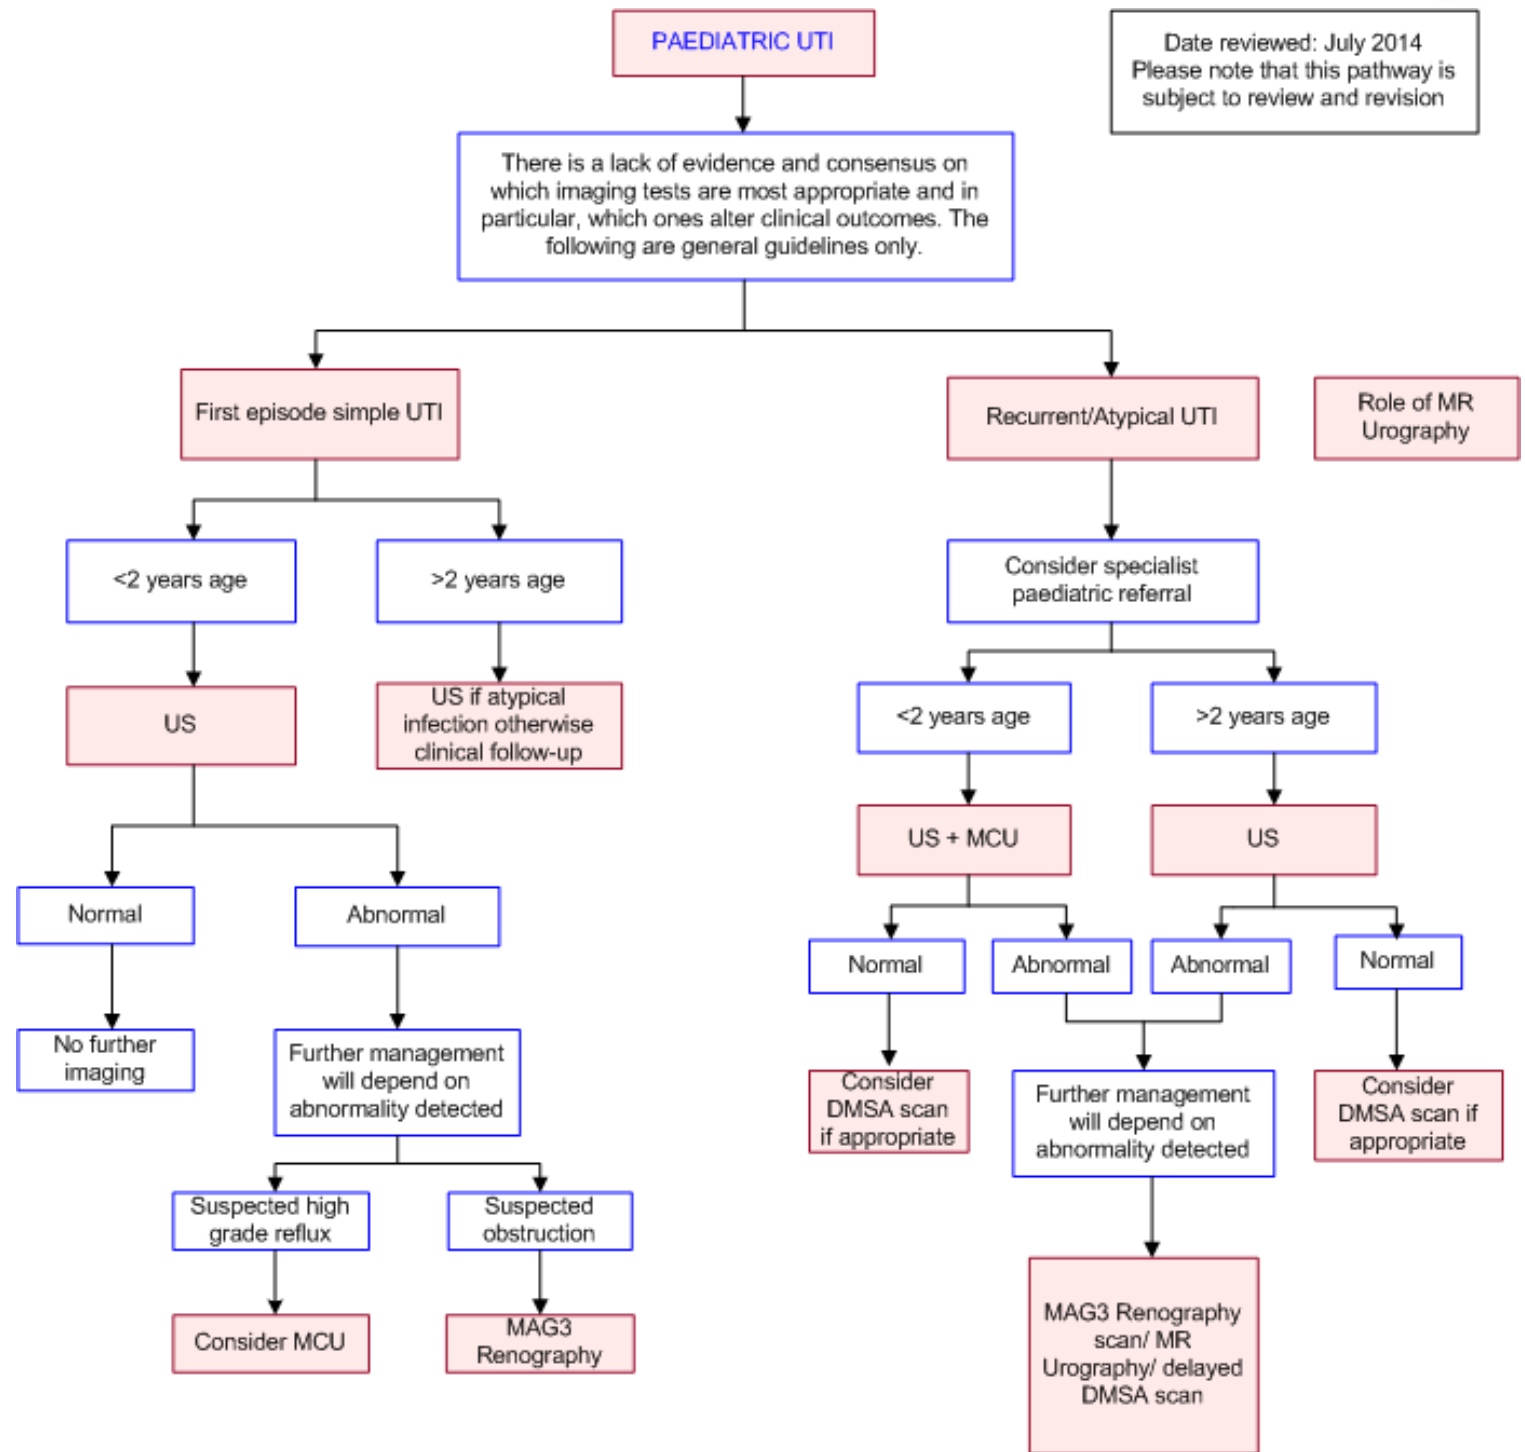 PAEDIATRIC UTI
Date reviewed: July 2014
Please note that this pathway is
subject to review and revision
There is a lack of evidence and consensus on
which imaging tests are most appropriate and in
particular, which ones alter clinical outcomes. The
following are general guidelines only.
First episode simple UTI
Recurrent/Atypical UTI
Role of MR
Urography
<2 years age
>2 years age
Consider specialist
paediatric referral
US
US if atypical
infection otherwise
clinical follow-up
<2 years age
>2 years age
US + MCU
US
Normal
Abnormal
Normal
Abnormal
Abnormal
Normal
No further
imaging
Further management
will depend on
abnormality detected
Consider
DMSA scan
if appropriate
Further management
will depend on
abnormality detected
Consider
DMSA scan if
appropriate
Suspected high
grade reflux
Suspected
obstruction
Consider MCU
MAG3
Renography
MAG3 Renography
scan/ MR
Urography/ delayed
DMSA scan